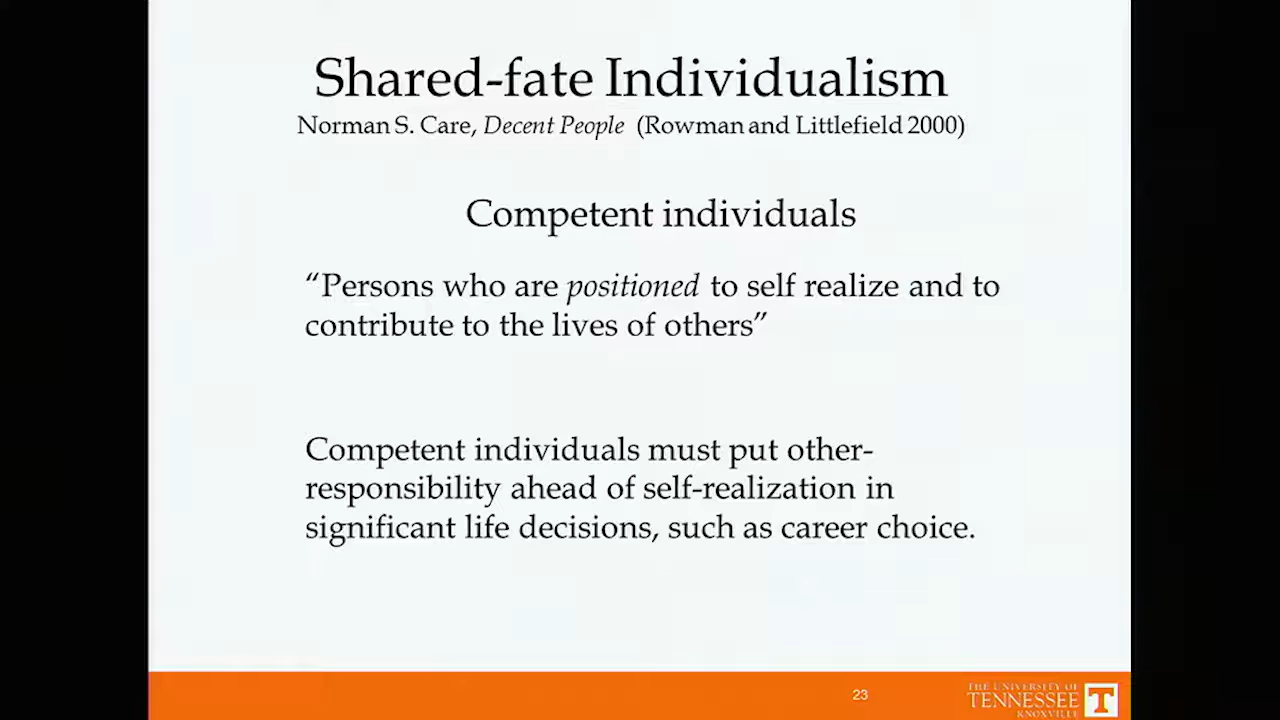 Shared-fate Individualism
Norman S. Care, Decent People (Rowman and Littlefield 2000)
Competent individuals
“Persons who are positioned to self realize and to
contribute to the lives of others”
Competent individuals must put other-
responsibility ahead of self-realization in
significant life decisions, such as career choice.
23
THE UNIVERSITY OF
TENNESSEE
KNOXVILLE
T